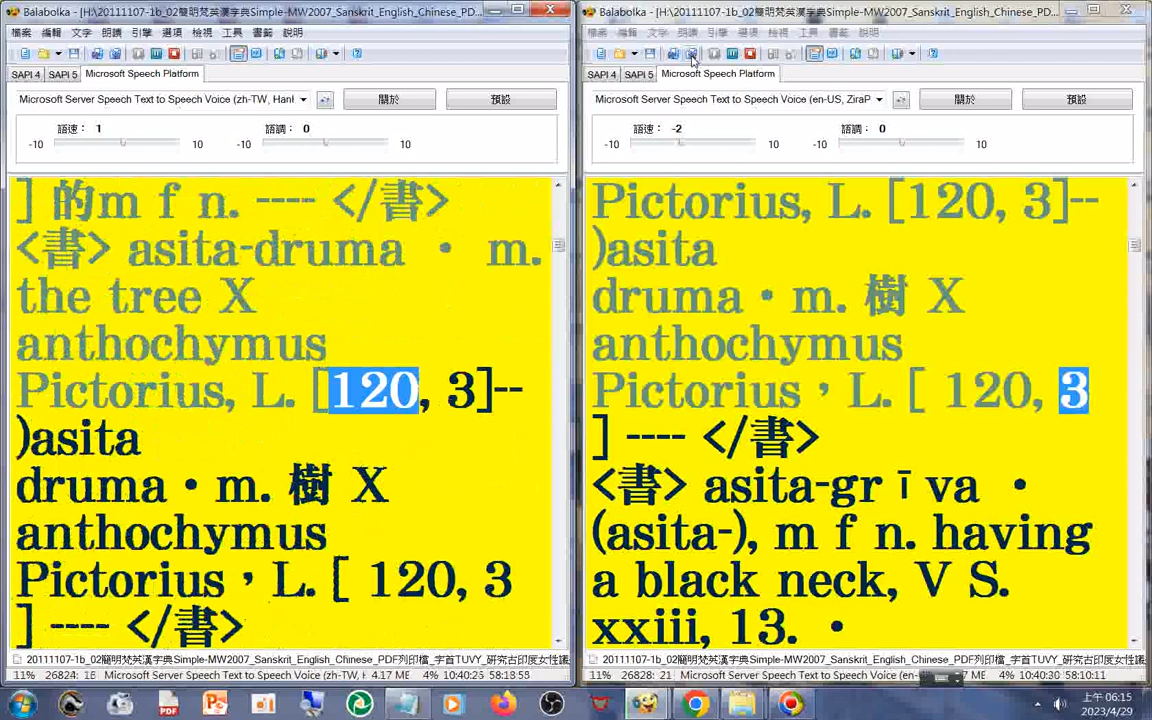 Balabolka - [H:\20111107-1b_02簡明梵英漢字典Simple-MW2007_Sanskrit_English_Chinese_PD...
檔案 編輯 文字 朗讀 引擎 選項 檢視 工具 書籤 說明
SAPI 4 SAPI 5 Microsoft Speech Platform
Microsoft Server Speech Text to Speech Voice (zh-TW, HanH
關於 預設
語速： 1 語調： 0
-10 10 -10 10
] 的m f n. ---- </書>
<書> asita-druma ‧ m.
the tree X
anthochymus
Pictorius, L. [120, 3]--
)asita
druma‧m. 樹 X
anthochymus
Pictorius，L. [ 120, 3
] ---- </書>
20111107-1b_02簡明梵英漢字典Simple-MW2007_Sanskrit_English_Chinese_PDF列印檔_字首TUVY_研究古印度女性議
11% 26824: 16 Microsoft Server Speech Text to Speech Voice (zh-TW, H 4.17 ME 4% 10:40:25 58:18:58
Balabolka - [H:\20111107-1b_02簡明梵英漢字典Simple-MW2007_Sanskrit_English_Chinese_PD...
檔案 編輯 文字 朗讀 引擎 選項 檢視 工具 書籤 說明
SAPI 4 SAPI 5 Microsoft Speech Platform
Microsoft Server Speech Text to Speech Voice (en-US, ZiraP
關於 預設
語速： -2 語調： 0
-10 10 -10 10
Pictorius, L. [120, 3]--
)asita
druma‧m. 樹 X
anthochymus
Pictorius，L. [ 120, 3
] ---- </書>
<書> asita-gr ī va ‧
(asita-), m f n. having
a black neck, V S.
xxiii, 13. ‧
20111107-1b_02簡明梵英漢字典Simple-MW2007_Sanskrit_English_Chinese_PDF列印檔_字首TUVY_研究古印度女性議
11% 26828: 21 Microsoft Server Speech Text to Speech Voice (en-US 4.17 ME 4% 10:40:30 58:10:11
上午 06:15
2023/4/29